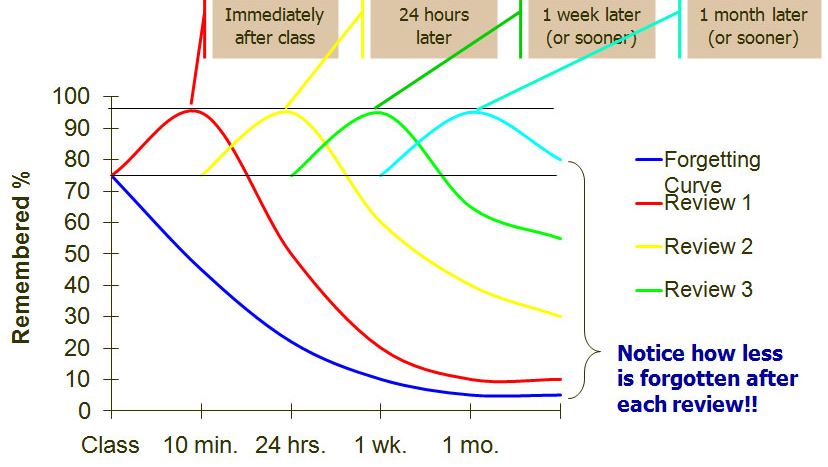 Immediately
after class
24 hours
later
1 week later
(or sooner)
1 month later
(or sooner)
Remembered %
100
90
80
70
60
50
40
30
20
10
0
Class
10 min.
24 hrs.
1 wk.
1 mo.
Forgetting
Curve
Review 1
Review 2
Review 3
Notice how less
is forgotten after
each review!!